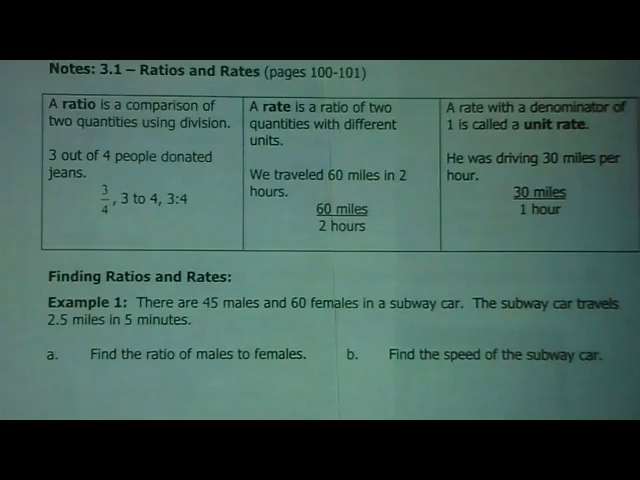 Notes: 3.1 – Ratios and Rates (pages 100-101)
A ratio is a comparison of
two quantities using division.
3 out of 4 people donated
jeans.
3/4, 3 to 4, 3:4
A rate is a ratio of two
quantities with different
units.
We traveled 60 miles in 2
hours.
60 miles
2 hours
A rate with a denominator of
1 is called a unit rate.
He was driving 30 miles per
hour.
30 miles
1 hour
Finding Ratios and Rates:
Example 1: There are 45 males and 60 females in a subway car. The subway car travels
2.5 miles in 5 minutes.
a. Find the ratio of males to females.
b. Find the speed of the subway car.